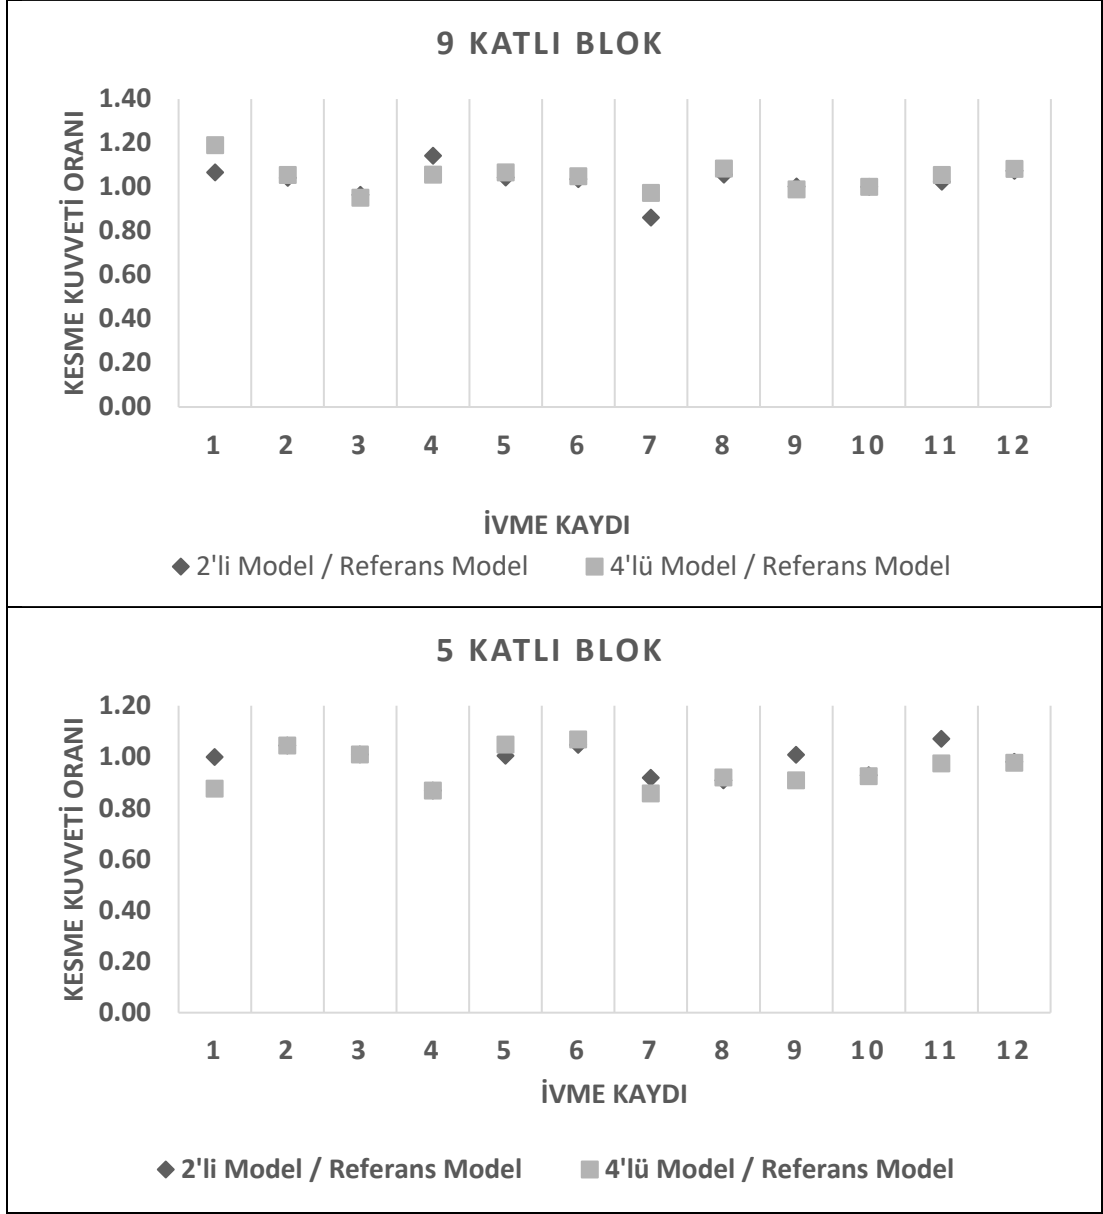 9 KATLI BLOK
KESME KUVVETİ ORANI
1.40
1.20
1.00
0.80
0.60
0.40
0.20
0.00
1 2 3 4 5 6 7 8 9 10 11 12
İVME KAYDI
2'li Model / Referans Model 4'lü Model / Referans Model
5 KATLI BLOK
KESME KUVVETİ ORANI
1.20
1.00
0.80
0.60
0.40
0.20
0.00
1 2 3 4 5 6 7 8 9 10 11 12
İVME KAYDI
2'li Model / Referans Model 4'lü Model / Referans Model